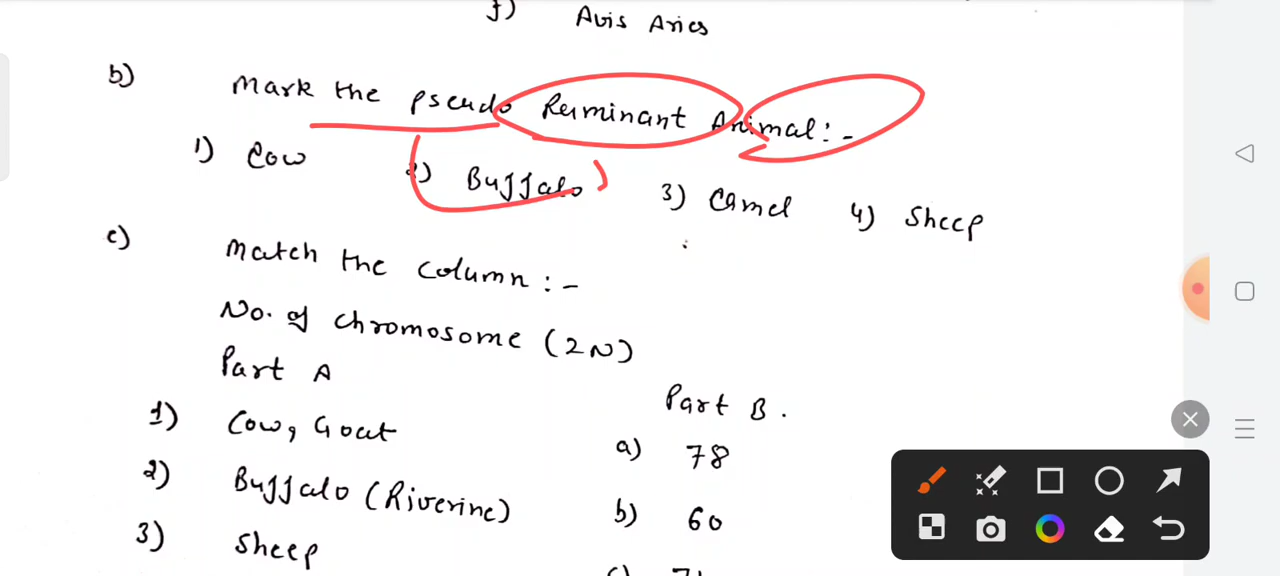 f) Avis Aries
b) Mark the pseudo Ruminant Animal:-
1) Cow 2) Buffalo 3) Camel 4) Sheep
c) Match the column :-
No. of chromosome (2N)
Part A
Part B.
1) Cow, Goat
a) 78
2) Buffalo (Riverine)
b) 60
3) Sheep